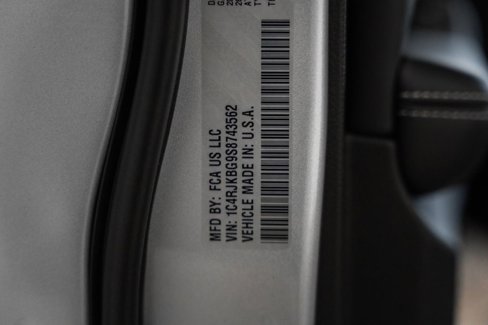 MFD BY: FCA US LLC
VIN: 1C4RJKBG9S8743562
VEHICLE MADE IN: U.S.A.